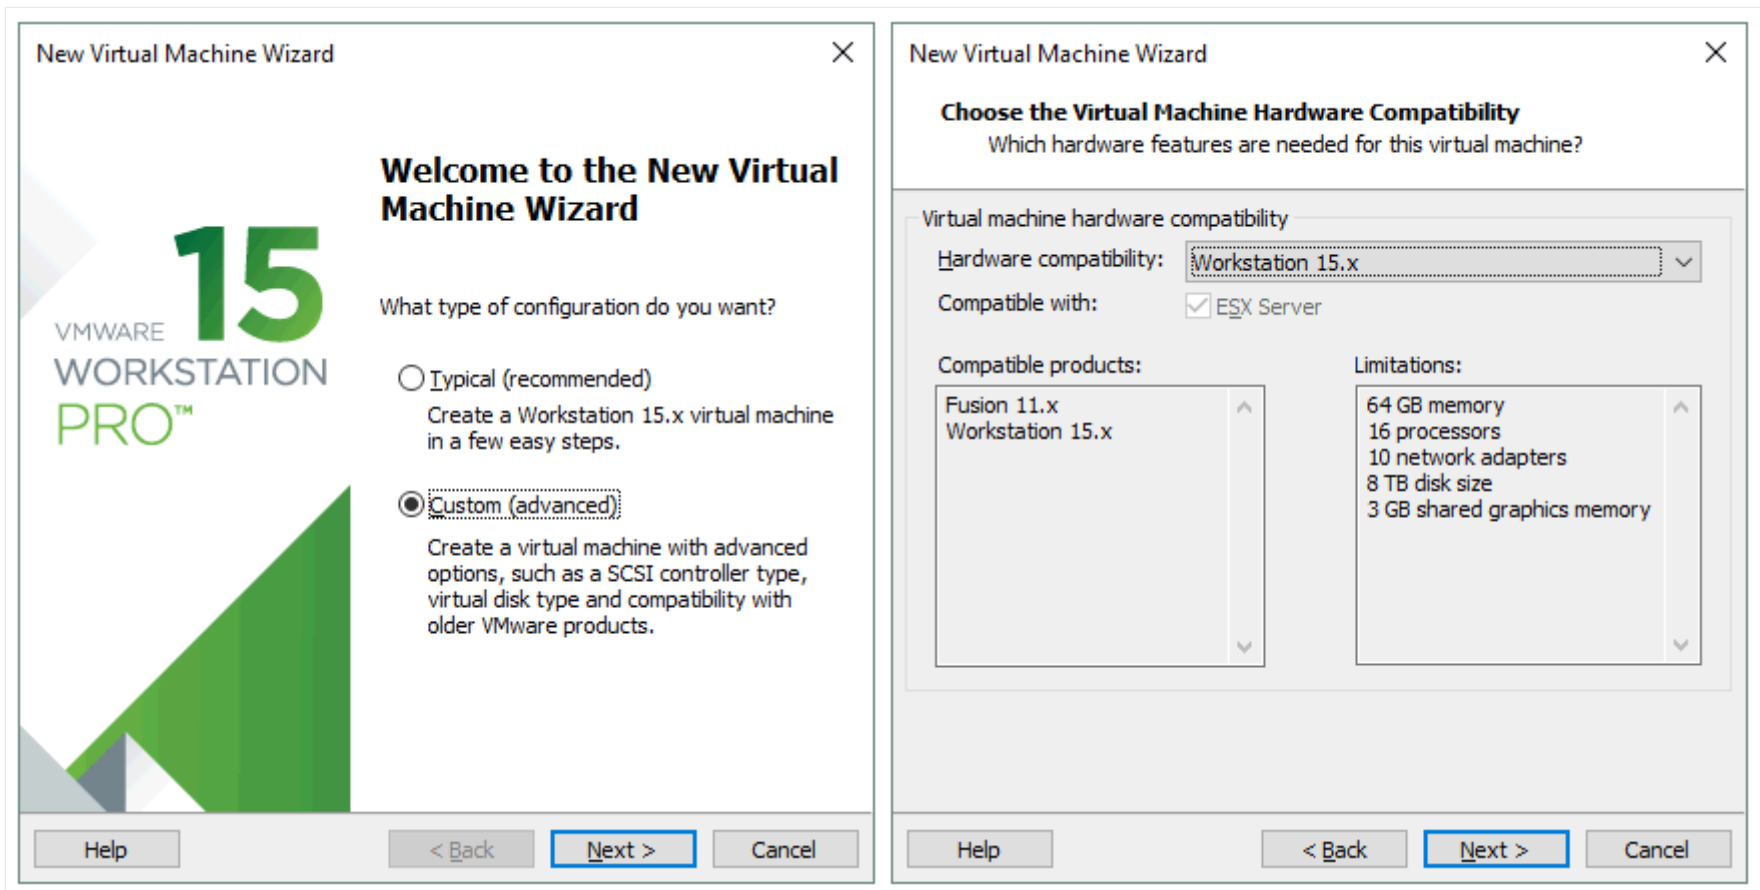 New Virtual Machine Wizard
Welcome to the New Virtual
Machine Wizard
15
VMWARE
WORKSTATION
PRO™
What type of configuration do you want?
Typical (recommended)
Create a Workstation 15.x virtual machine
in a few easy steps.
Custom (advanced)
Create a virtual machine with advanced
options, such as a SCSI controller type,
virtual disk type and compatibility with
older VMware products.
Help
< Back
Next >
Cancel
New Virtual Machine Wizard
Choose the Virtual Machine Hardware Compatibility
Which hardware features are needed for this virtual machine?
Virtual machine hardware compatibility
Hardware compatibility:
Workstation 15.x
Compatible with:
ESX Server
Compatible products:
Fusion 11.x
Workstation 15.x
Limitations:
64 GB memory
16 processors
10 network adapters
8 TB disk size
3 GB shared graphics memory
Help
< Back
Next >
Cancel